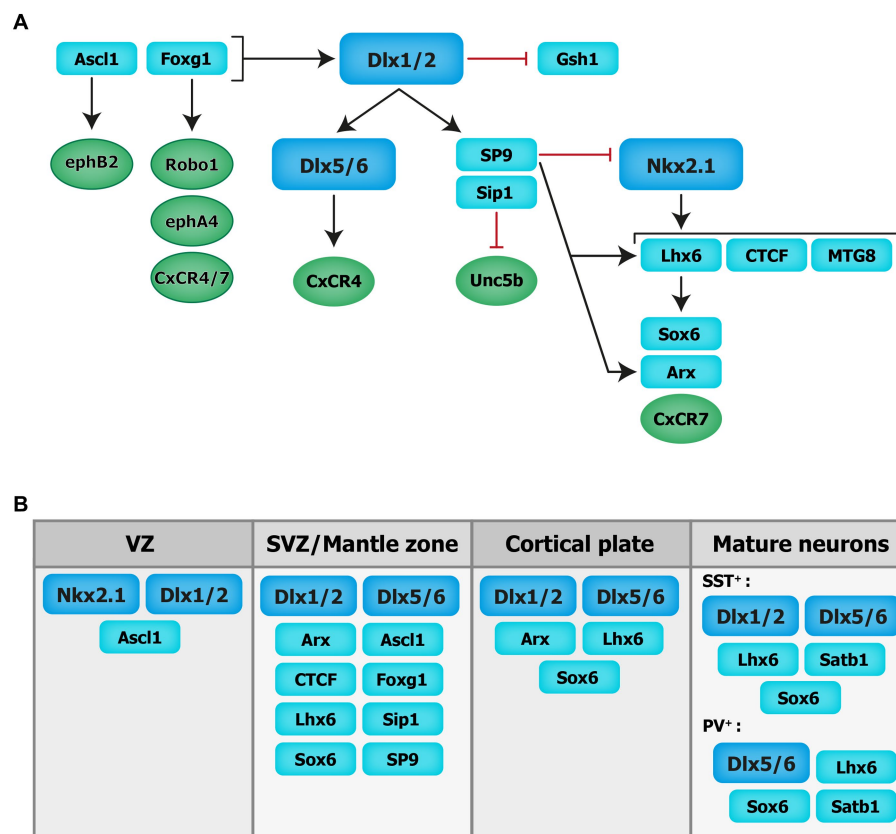 A
Ascl1 Foxg1 Dlx1/2 Gsh1
ephB2 Robo1 Dlx5/6 SP9 Nkx2.1
Sip1
ephA4
CxCR4/7 CxCR4 Unc5b Lhx6 CTCF MTG8
Sox6
Arx
CxCR7
B
VZ SVZ/Mantle zone Cortical plate Mature neurons
Nkx2.1 Dlx1/2
Ascl1
Dlx1/2 Dlx5/6
Arx Ascl1
CTCF Foxg1
Lhx6 Sip1
Sox6 SP9
Dlx1/2 Dlx5/6
Arx Lhx6
Sox6
SST⁺ :
Dlx1/2 Dlx5/6
Lhx6 Satb1
Sox6
PV⁺ :
Dlx5/6 Lhx6
Sox6 Satb1